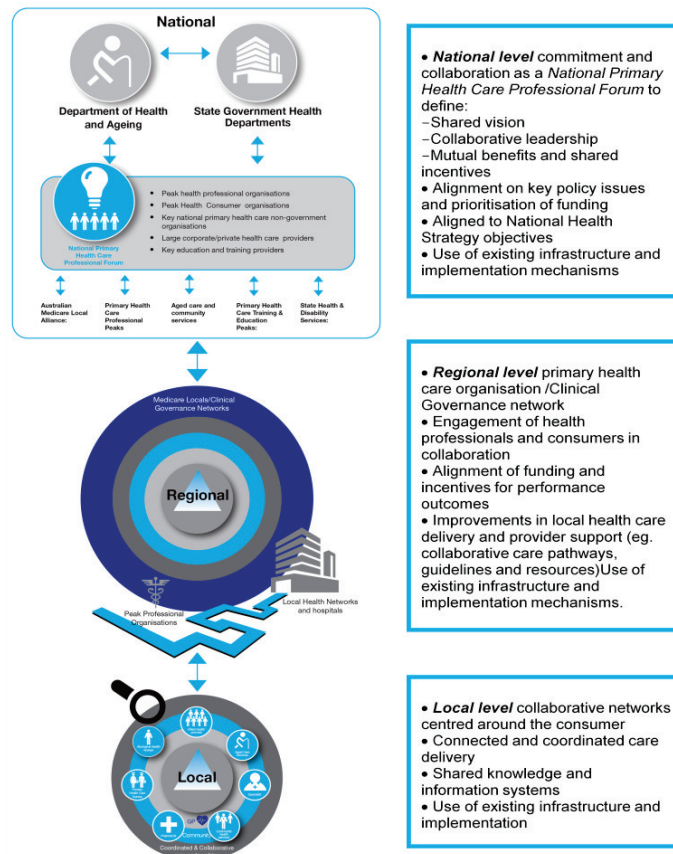 National
Department of Health
and Ageing
State Government Health
Departments
• Peak health professional organisations
• Peak Health Consumer organisations
• Key national primary health care non-government
organisations
• Large corporate/private health care providers
• Key education and training providers
National Primary
Health Care
Professional Forum
Australian
Medicare Local
Alliance:
Primary Health
Care
Professional
Peaks
Aged care and
community
services
Primary Health
Care Training &
Education
Peaks:
State Health &
Disability
Services:
• National level commitment and
collaboration as a National Primary
Health Care Professional Forum to
define:
–Shared vision
–Collaborative leadership
–Mutual benefits and shared
incentives
• Alignment on key policy issues
and prioritisation of funding
• Aligned to National Health
Strategy objectives
• Use of existing infrastructure and
implementation mechanisms
Medicare Locals/Clinical
Governance Networks
Regional
Peak Professional
Organisations
Local Health Networks
and hospitals
• Regional level primary health
care organisation /Clinical
Governance network
• Engagement of health
professionals and consumers in
collaboration
• Alignment of funding and
incentives for performance
outcomes
• Improvements in local health care
delivery and provider support (eg.
collaborative care pathways,
guidelines and resources)Use of
existing infrastructure and
implementation mechanisms.
Local
GP
Coordinated & Collaborative
• Local level collaborative networks
centred around the consumer
• Connected and coordinated care
delivery
• Shared knowledge and
information systems
• Use of existing infrastructure and
implementation